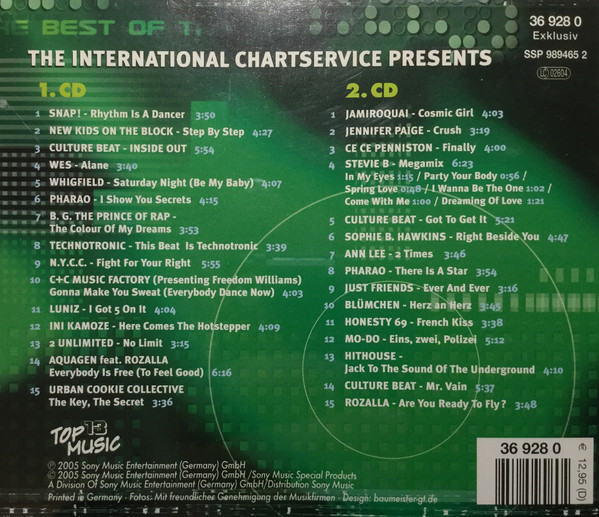 THE BEST OF T
36 928 0
Exklusiv
SSP 989465 2
LC 02604
THE INTERNATIONAL CHARTSERVICE PRESENTS
1. CD
1 SNAP! - Rhythm Is A Dancer 3:50
2 NEW KIDS ON THE BLOCK - Step By Step 4:27
3 CULTURE BEAT - INSIDE OUT 5:54
4 WES - Alane 3:40
5 WHIGFIELD - Saturday Night (Be My Baby) 4:07
6 PHARAO - I Show You Secrets 4:15
7 B. G. THE PRINCE OF RAP -
The Colour Of My Dreams 3:53
8 TECHNOTRONIC - This Beat Is Technotronic 3:39
9 N.Y.C.C. - Fight For Your Right 5:55
10 C+C MUSIC FACTORY (Presenting Freedom Williams)
Gonna Make You Sweat (Everybody Dance Now) 4:03
11 LUNIZ - I Got 5 On It 4:04
12 INI KAMOZE - Here Comes The Hotstepper 4:09
13 2 UNLIMITED - No Limit 3:15
14 AQUAGEN feat. ROZALLA
Everybody Is Free (To Feel Good) 6:16
15 URBAN COOKIE COLLECTIVE
The Key, The Secret 3:36
2. CD
1 JAMIROQUAI - Cosmic Girl 4:03
2 JENNIFER PAIGE - Crush 3:19
3 CE CE PENNISTON - Finally 4:00
4 STEVIE B - Megamix 6:23
In My Eyes 1:15 / Party Your Body 0:56 /
Spring Love 0:48 / I Wanna Be The One 1:02 /
Come With Me 1:00 / Dreaming Of Love 1:21
5 CULTURE BEAT - Got To Get It 5:21
6 SOPHIE B. HAWKINS - Right Beside You 4:47
7 ANN LEE - 2 Times 3:46
8 PHARAO - There Is A Star 3:54
9 JUST FRIENDS - Ever And Ever 3:16
10 BLÜMCHEN - Herz an Herz 3:45
11 HONESTY 69 - French Kiss 3:38
12 MO-DO - Eins, zwei, Polizei 5:12
13 HITHOUSE -
Jack To The Sound Of The Underground 4:10
14 CULTURE BEAT - Mr. Vain 5:37
15 ROZALLA - Are You Ready To Fly? 3:48
TOP 13
MUSIC
℗ 2005 Sony Music Entertainment (Germany) GmbH
© 2005 Sony Music Entertainment (Germany) GmbH / Sony Music Special Products
A Division Of Sony Music Entertainment (Germany) GmbH / Distribution Sony Music
Printed in Germany - Fotos: Mit freundlicher Genehmigung der Musikfirmen - Design: baumeister-gf.de
36 928 0
€ 12,95 (D)